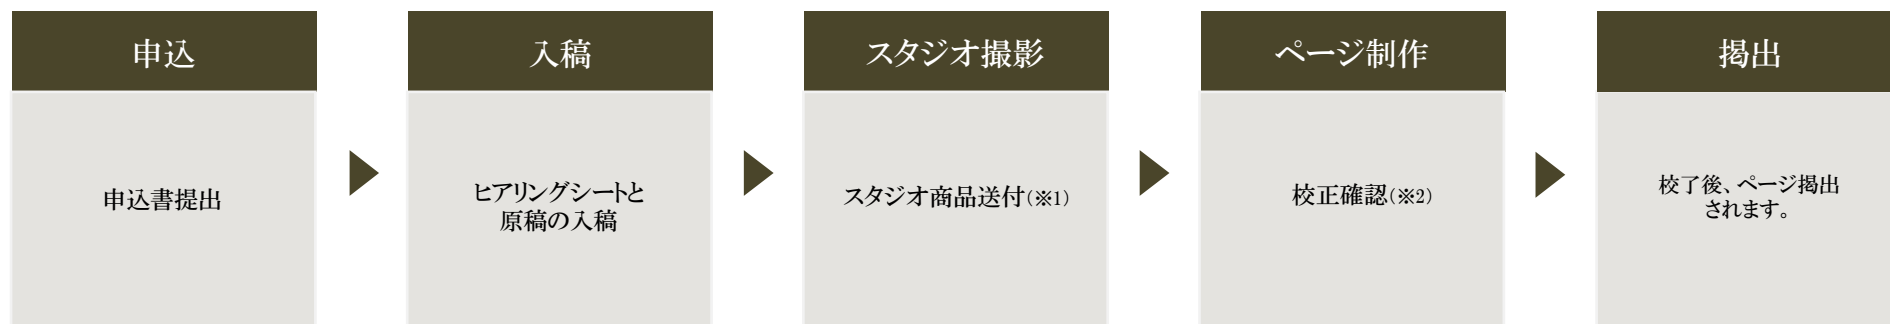 申込
申込書提出
入稿
ヒアリングシートと
原稿の入稿
スタジオ撮影
スタジオ商品送付(※1)
ページ制作
校正確認(※2)
掲出
校了後、ページ掲出
されます。